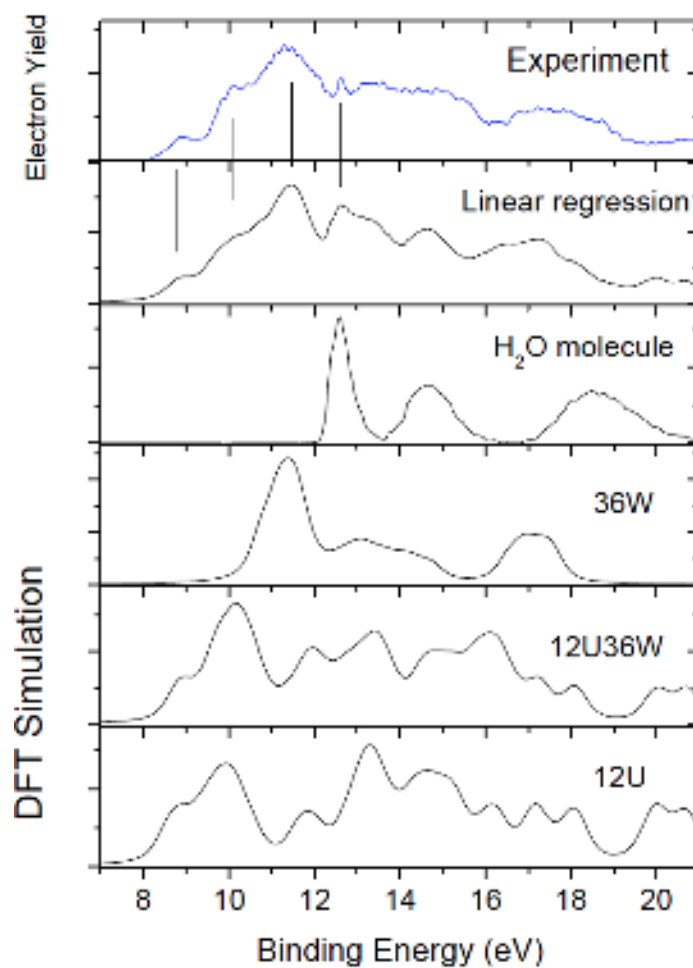 Electron Yield
Experiment
Linear regression
H₂O molecule
36W
12U36W
12U
DFT Simulation
8 10 12 14 16 18 20
Binding Energy (eV)